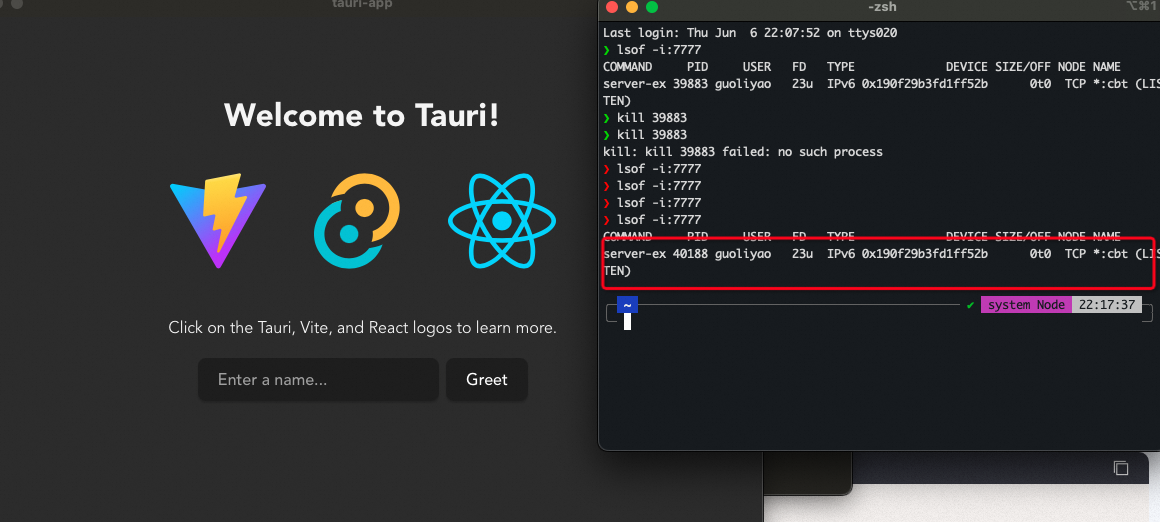 tauri-app
Welcome to Tauri!
Click on the Tauri, Vite, and React logos to learn more.
Enter a name...
Greet
-zsh
⌥⌘1
Last login: Thu Jun  6 22:07:52 on ttys020
❯ lsof -i:7777
COMMAND     PID     USER   FD   TYPE             DEVICE SIZE/OFF NODE NAME
server-ex 39883 guoliyao   23u  IPv6 0x190f29b3fd1ff52b      0t0  TCP *:cbt (LIS
TEN)
❯ kill 39883
❯ kill 39883
kill: kill 39883 failed: no such process
❯ lsof -i:7777
❯ lsof -i:7777
❯ lsof -i:7777
❯ lsof -i:7777
COMMAND     PID     USER   FD   TYPE             DEVICE SIZE/OFF NODE NAME
server-ex 40188 guoliyao   23u  IPv6 0x190f29b3fd1ff52b      0t0  TCP *:cbt (LIS
TEN)
~ ✔ system Node 22:17:37